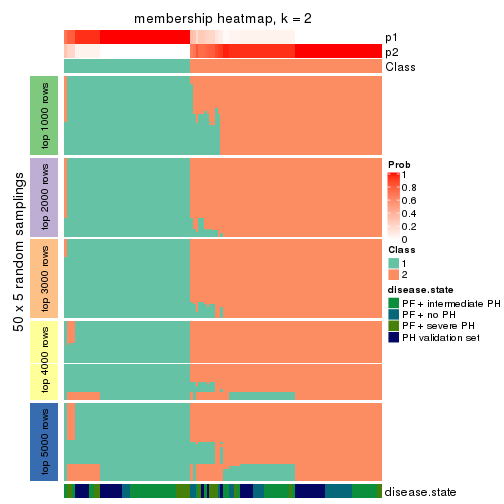 membership heatmap, k = 2
p1
p2
Class
50 x 5 random samplings
top 1000 rows
top 2000 rows
top 3000 rows
top 4000 rows
top 5000 rows
Prob
1
0.8
0.6
0.4
0.2
0
Class
1
2
disease.state
PF + intermediate PH
PF + no PH
PF + severe PH
PH validation set
disease.state